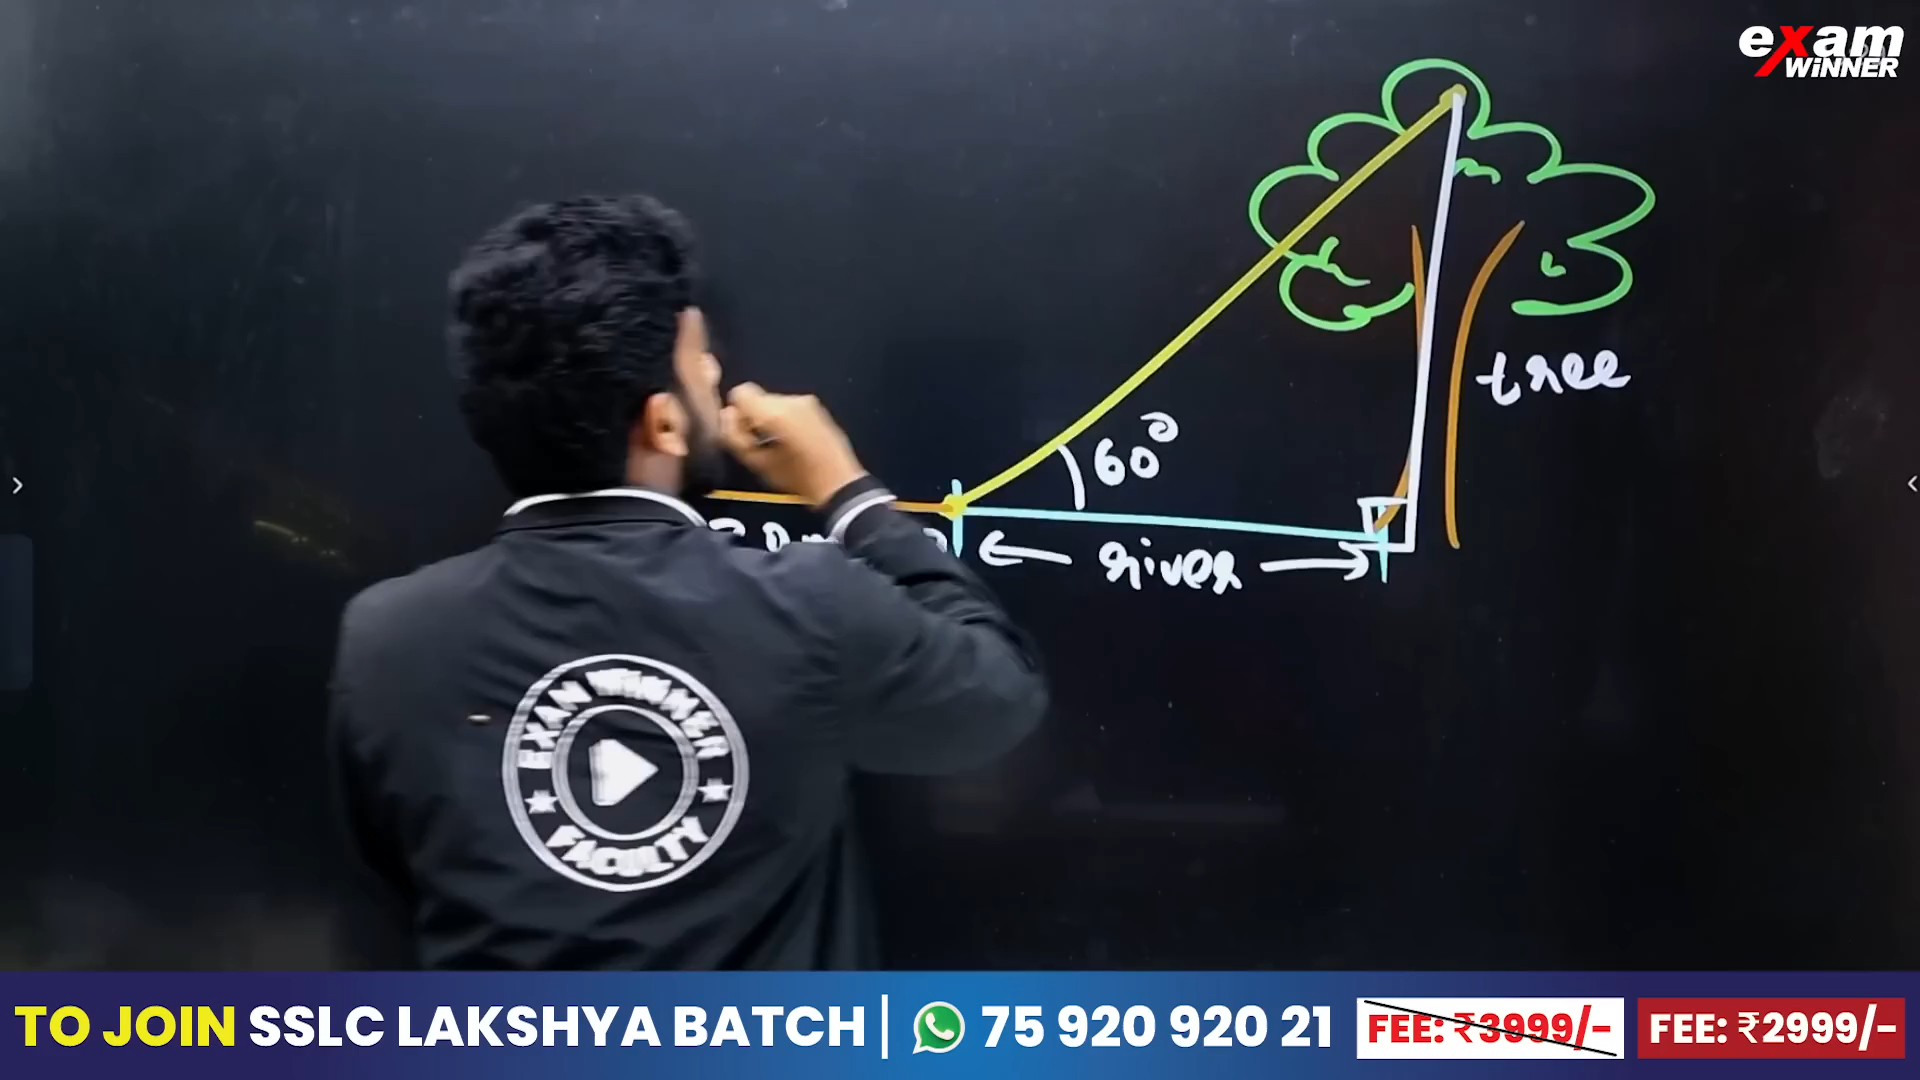 exam
WiNNER
tree
60°
river
EXAM WINNER
FACULTY
TO JOIN SSLC LAKSHYA BATCH
75 920 920 21
FEE: ₹3999/-
FEE: ₹2999/-